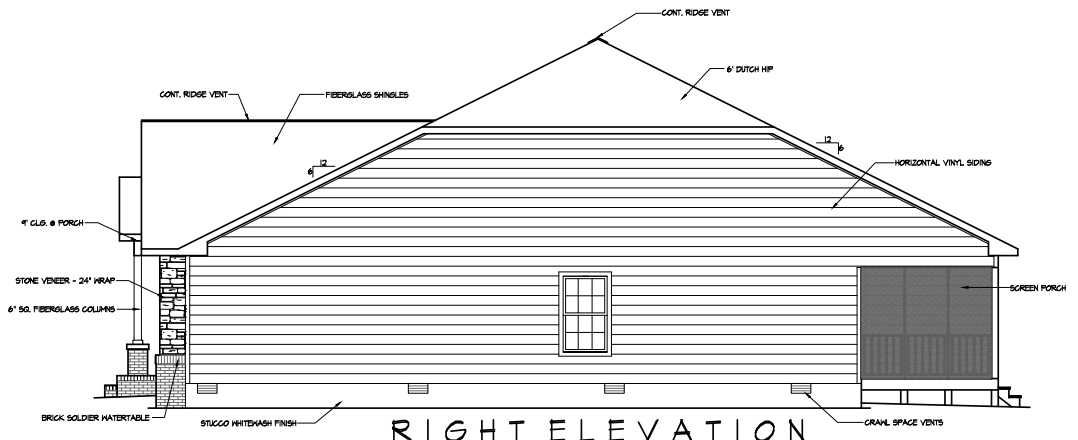 CONT. RIDGE VENT
6' DUTCH HIP
CONT. RIDGE VENT
FIBERGLASS SHINGLES
12
6
12
6
HORIZONTAL VINYL SIDING
9' CLG. @ PORCH
STONE VENEER - 24" WRAP
SCREEN PORCH
6" SQ. FIBERGLASS COLUMNS
BRICK SOLDIER WATERTABLE
STUCCO WHITEWASH FINISH
CRAWL SPACE VENTS
RIGHT ELEVATION